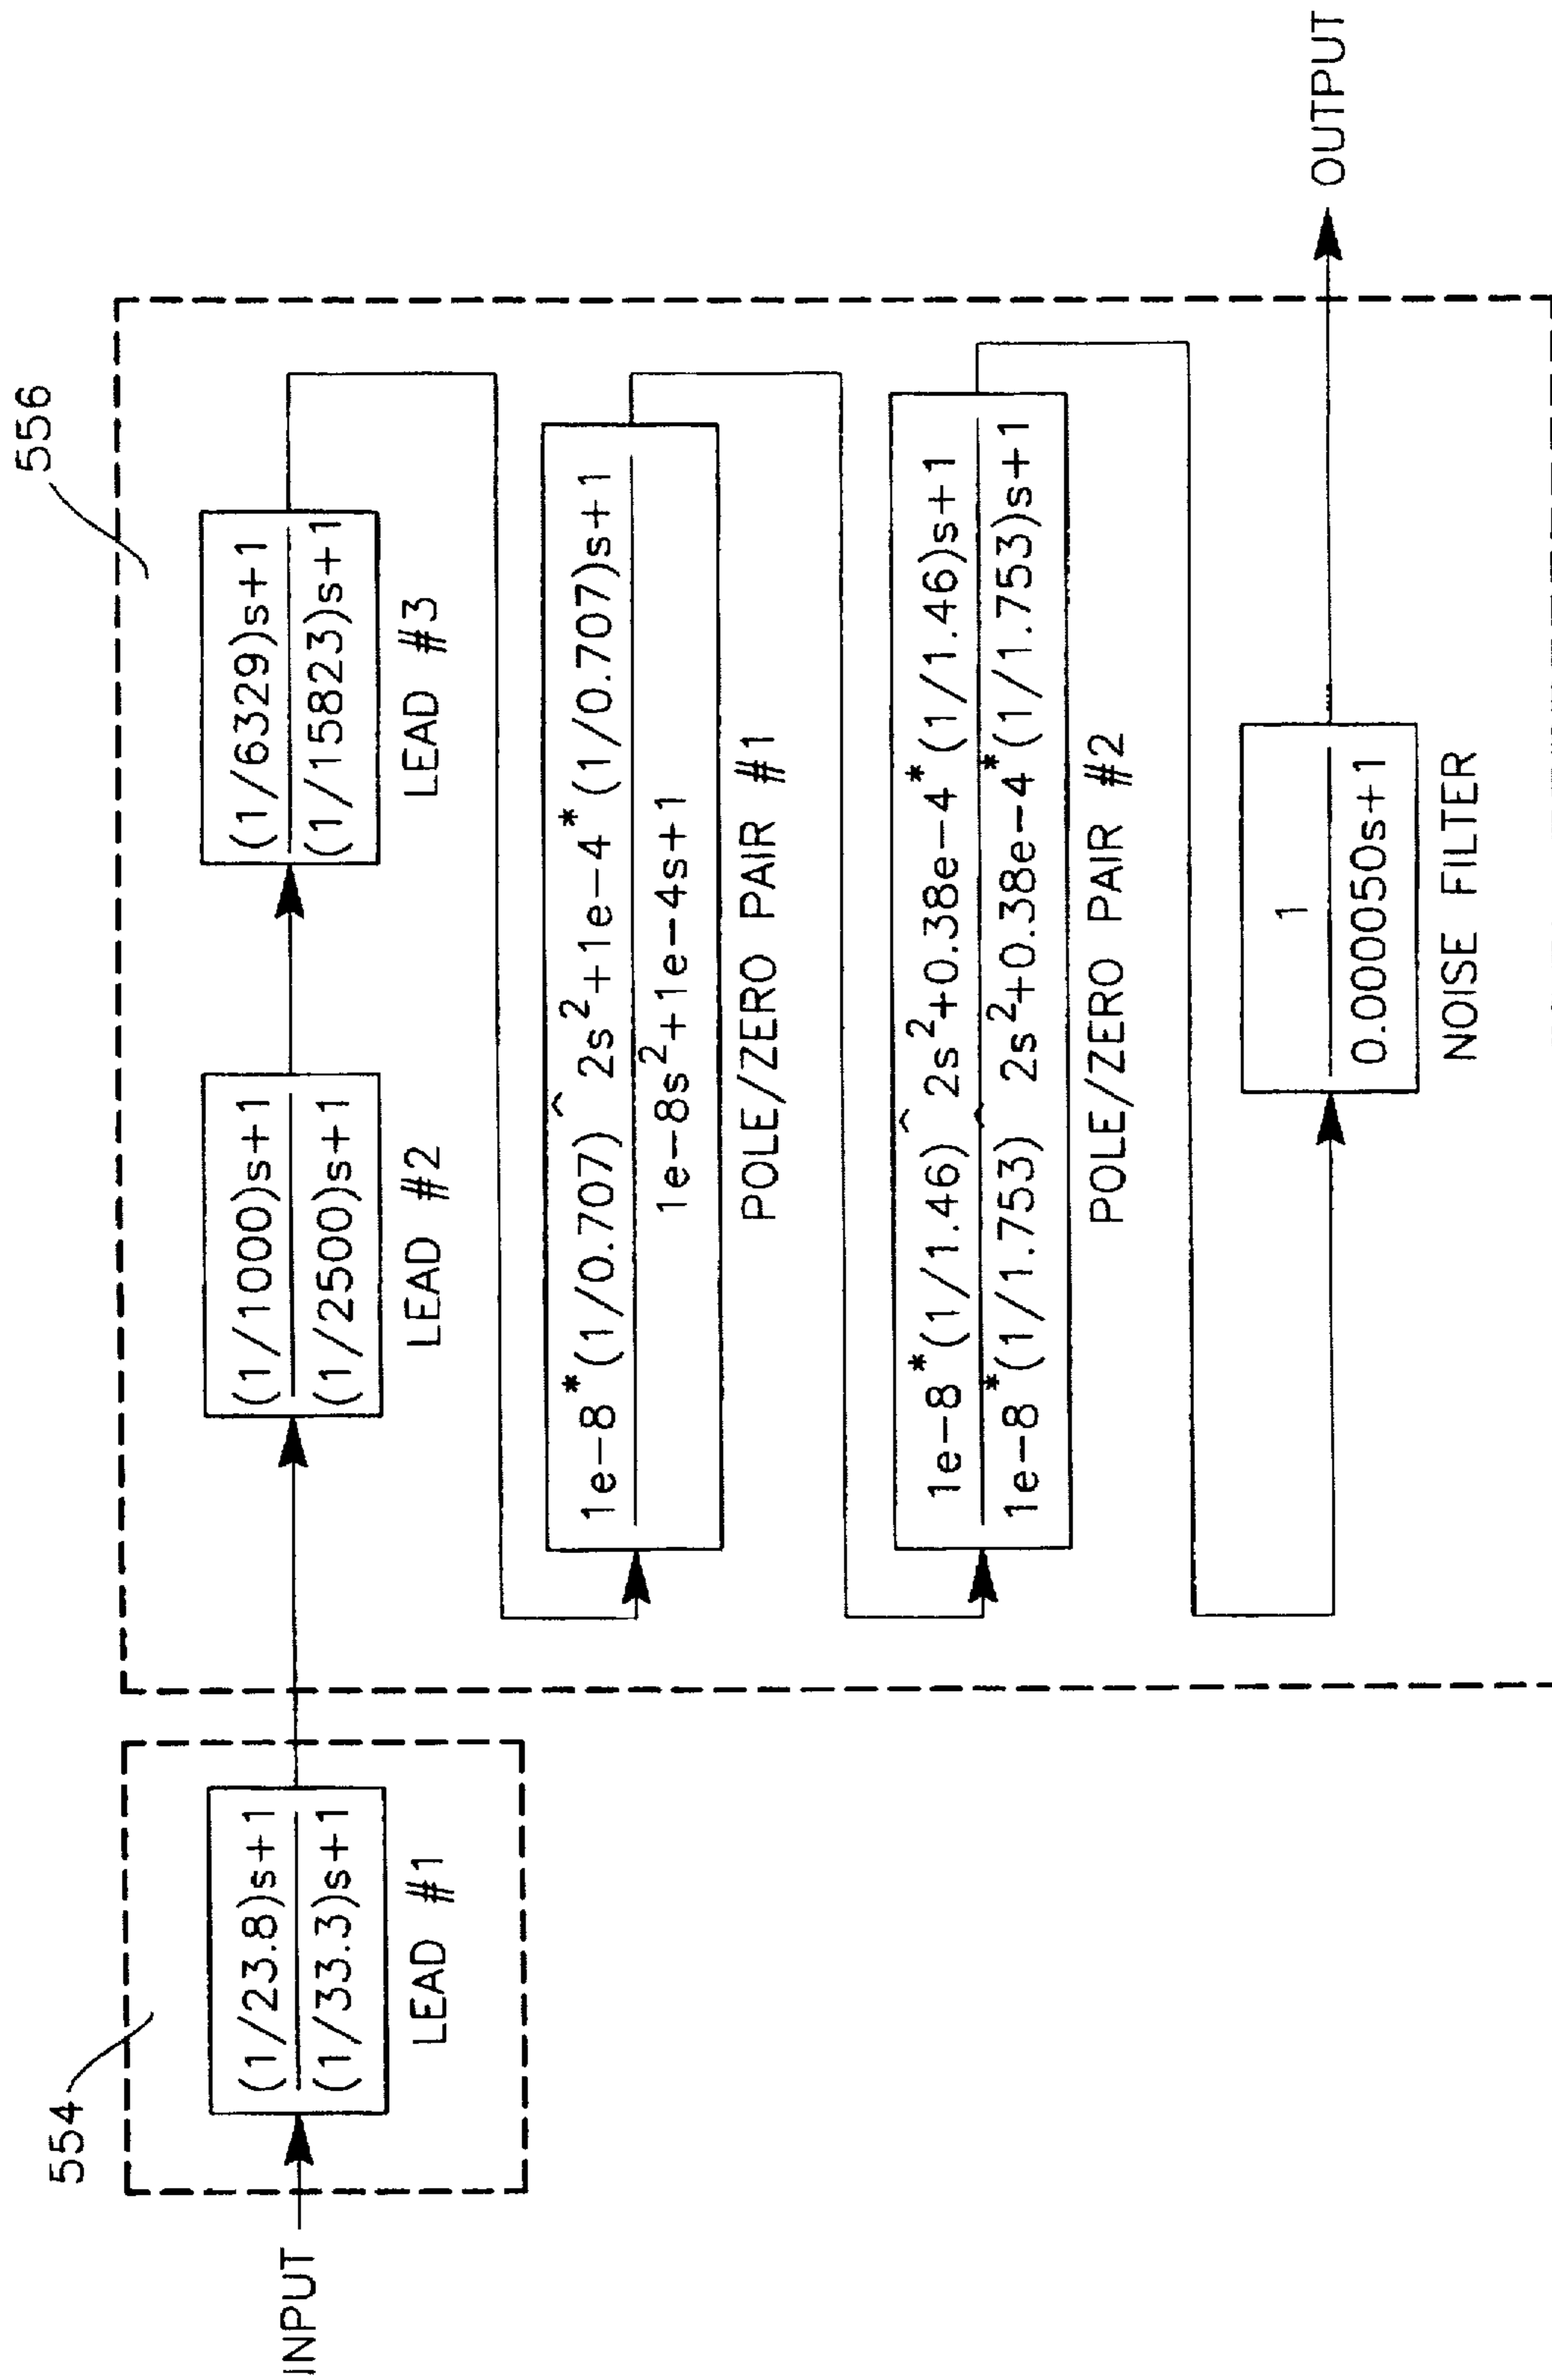 554
556
INPUT
(1/23.8)s+1
(1/33.3)s+1
LEAD #1
(1/1000)s+1
(1/2500)s+1
LEAD #2
(1/6329)s+1
(1/15823)s+1
LEAD #3
1e-8*(1/0.707)^2s²+1e-4*(1/0.707)s+1
1e-8s²+1e-4s+1
POLE/ZERO PAIR #1
1e-8*(1/1.46)^2s²+0.38e-4*(1/1.46)s+1
1e-8*(1/1.753)^2s²+0.38e-4*(1/1.753)s+1
POLE/ZERO PAIR #2
1
0.000050s+1
NOISE FILTER
OUTPUT